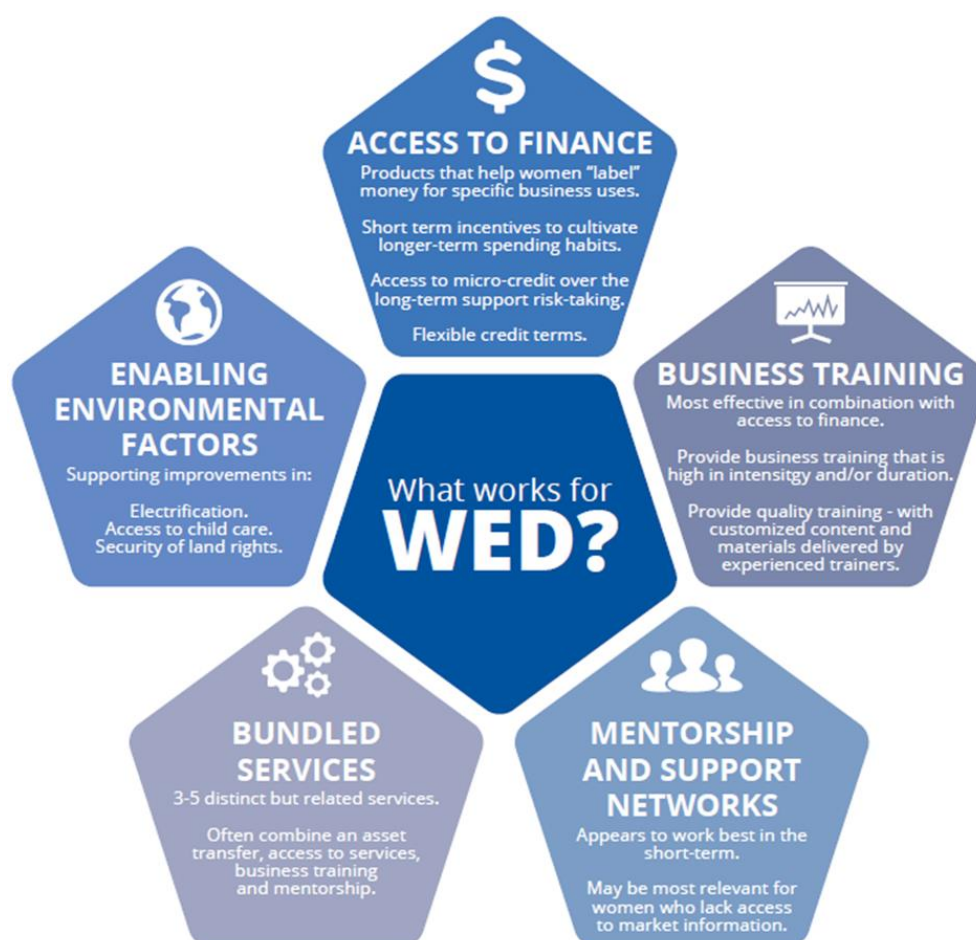 $
ACCESS TO FINANCE
Products that help women “label”
money for specific business uses.
Short term incentives to cultivate
longer-term spending habits.
Access to micro-credit over the
long-term support risk-taking.
Flexible credit terms.
ENABLING
ENVIRONMENTAL
FACTORS
Supporting improvements in:
Electrification.
Access to child care.
Security of land rights.
What works for
WED?
BUSINESS TRAINING
Most effective in combination with
access to finance.
Provide business training that is
high in intensitgy and/or duration.
Provide quality training - with
customized content and
materials delivered by
experienced trainers.
BUNDLED
SERVICES
3-5 distinct but related services.
Often combine an asset
transfer, access to services,
business training
and mentorship.
MENTORSHIP
AND SUPPORT
NETWORKS
Appears to work best in the
short-term.
May be most relevant for
women who lack access
to market information.